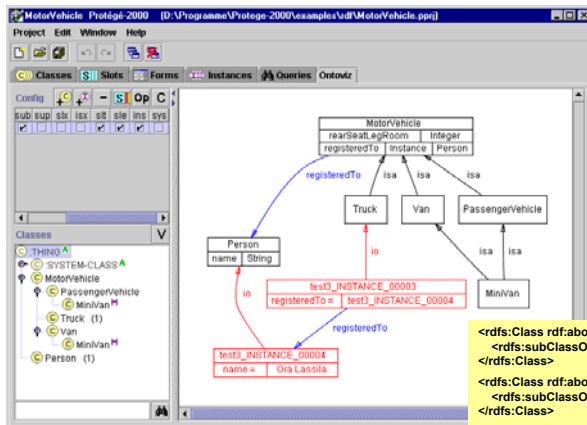 MotorVehicle Protégé-2000 (D:\Programme\Protege-2000\examples\rdf\MotorVehicle.pprj)
Project Edit Window Help
Classes Slots Forms Instances Queries Ontoviz
Config C - S Op C
sub sup slx isx slt sle ins sys
Classes V
:THING A
:SYSTEM-CLASS A
MotorVehicle
PassengerVehicle
MiniVan M
Truck (1)
Van
MiniVan M
Person (1)
MotorVehicle
rearSeatLegRoom Integer
registeredTo Instance Person
registeredTo
isa isa isa
Truck Van PassengerVehicle
Person
name String
io
io
isa isa
test3_INSTANCE_00003
registeredTo = test3_INSTANCE_00004
MiniVan
registeredTo
test3_INSTANCE_00004
name = Ora Lassila
<rdfs:Class rdf:abo
<rdfs:subClassO
</rdfs:Class>
<rdfs:Class rdf:abo
<rdfs:subClassO
</rdfs:Class>